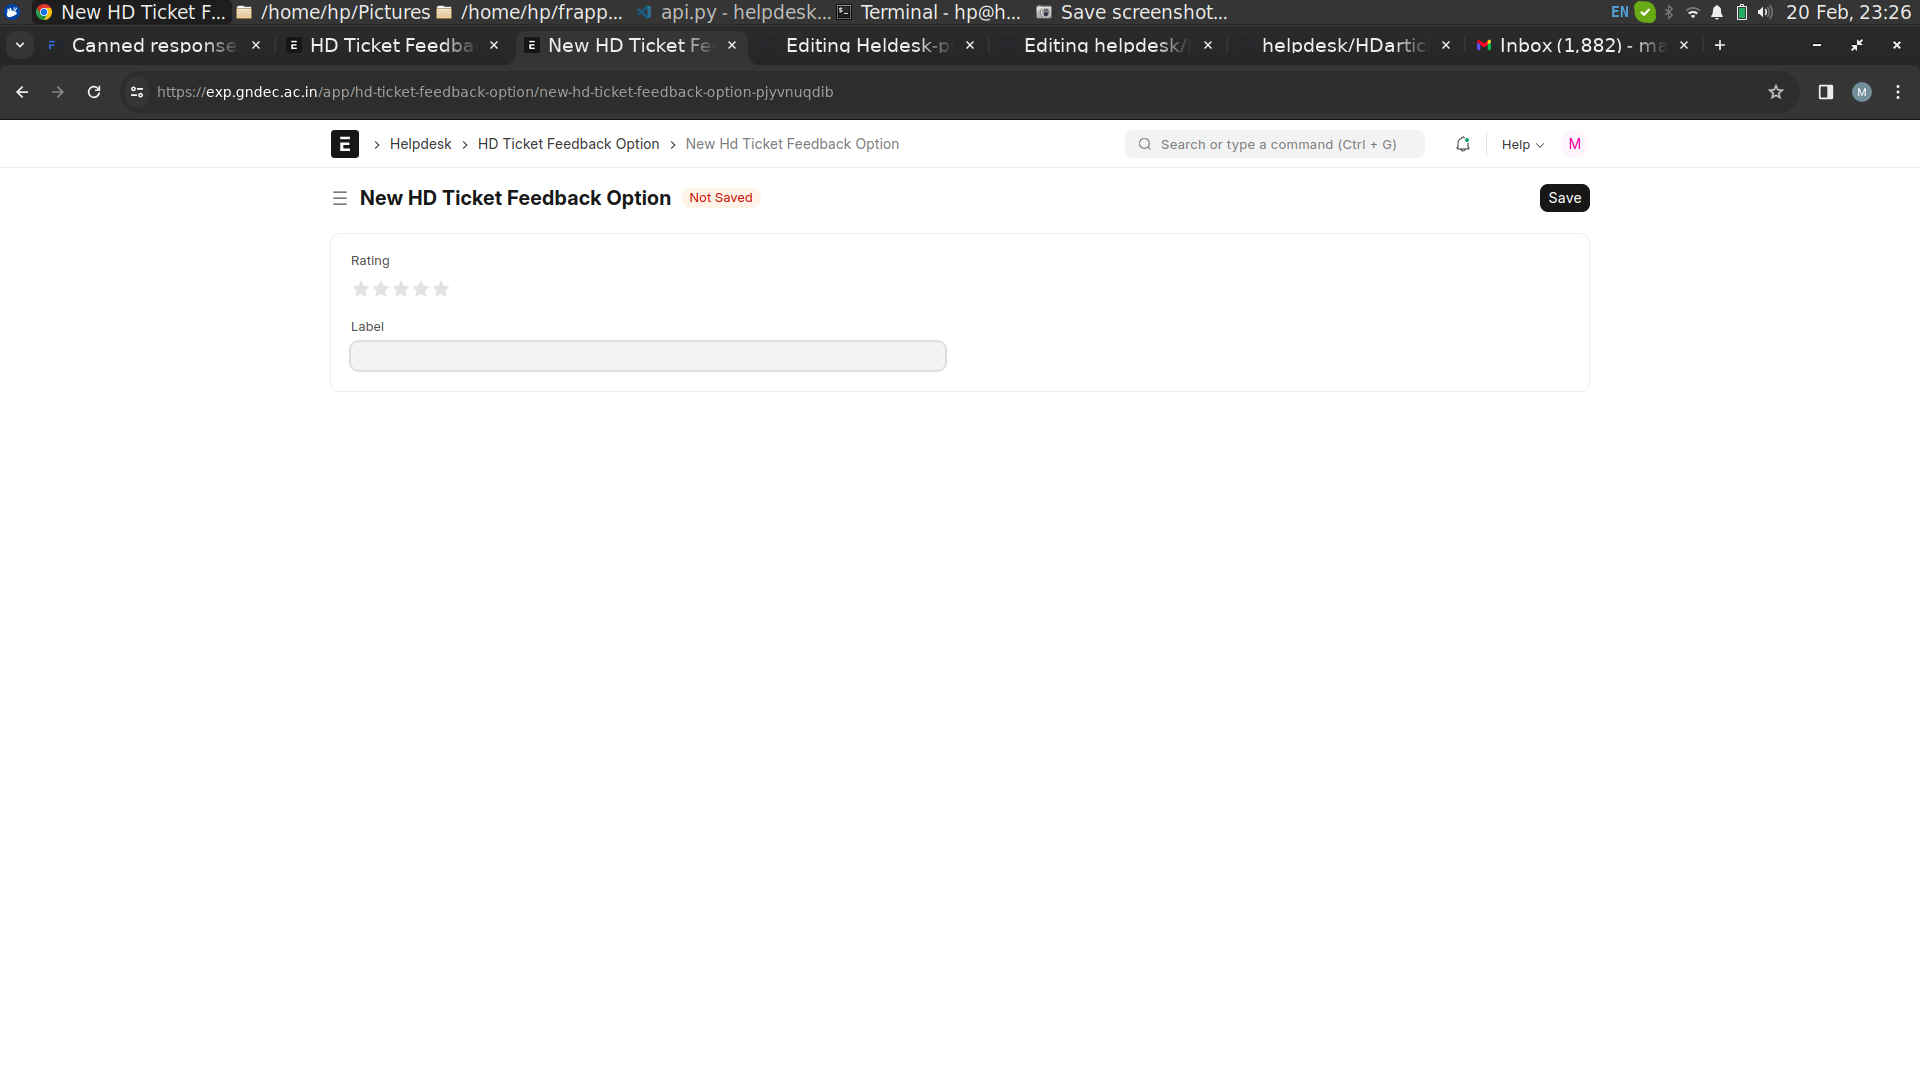 New HD Ticket F... /home/hp/Pictures /home/hp/frapp... api.py - helpdesk... Terminal - hp@h... Save screenshot... EN 20 Feb, 23:26
Canned response HD Ticket Feedba New HD Ticket Fe Editing Heldesk-p Editing helpdesk/ helpdesk/HDartic Inbox (1,882) - ma
https://exp.gndec.ac.in/app/hd-ticket-feedback-option/new-hd-ticket-feedback-option-pjyvnuqdib M
E Helpdesk HD Ticket Feedback Option New Hd Ticket Feedback Option Search or type a command (Ctrl + G) Help M
New HD Ticket Feedback Option Not Saved Save
Rating
Label